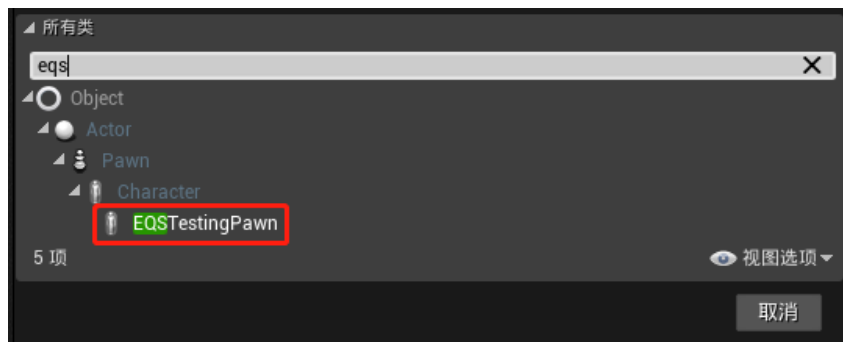 所有类
eqs
Object
Actor
Pawn
Character
EQSTestingPawn
5 项
视图选项
取消